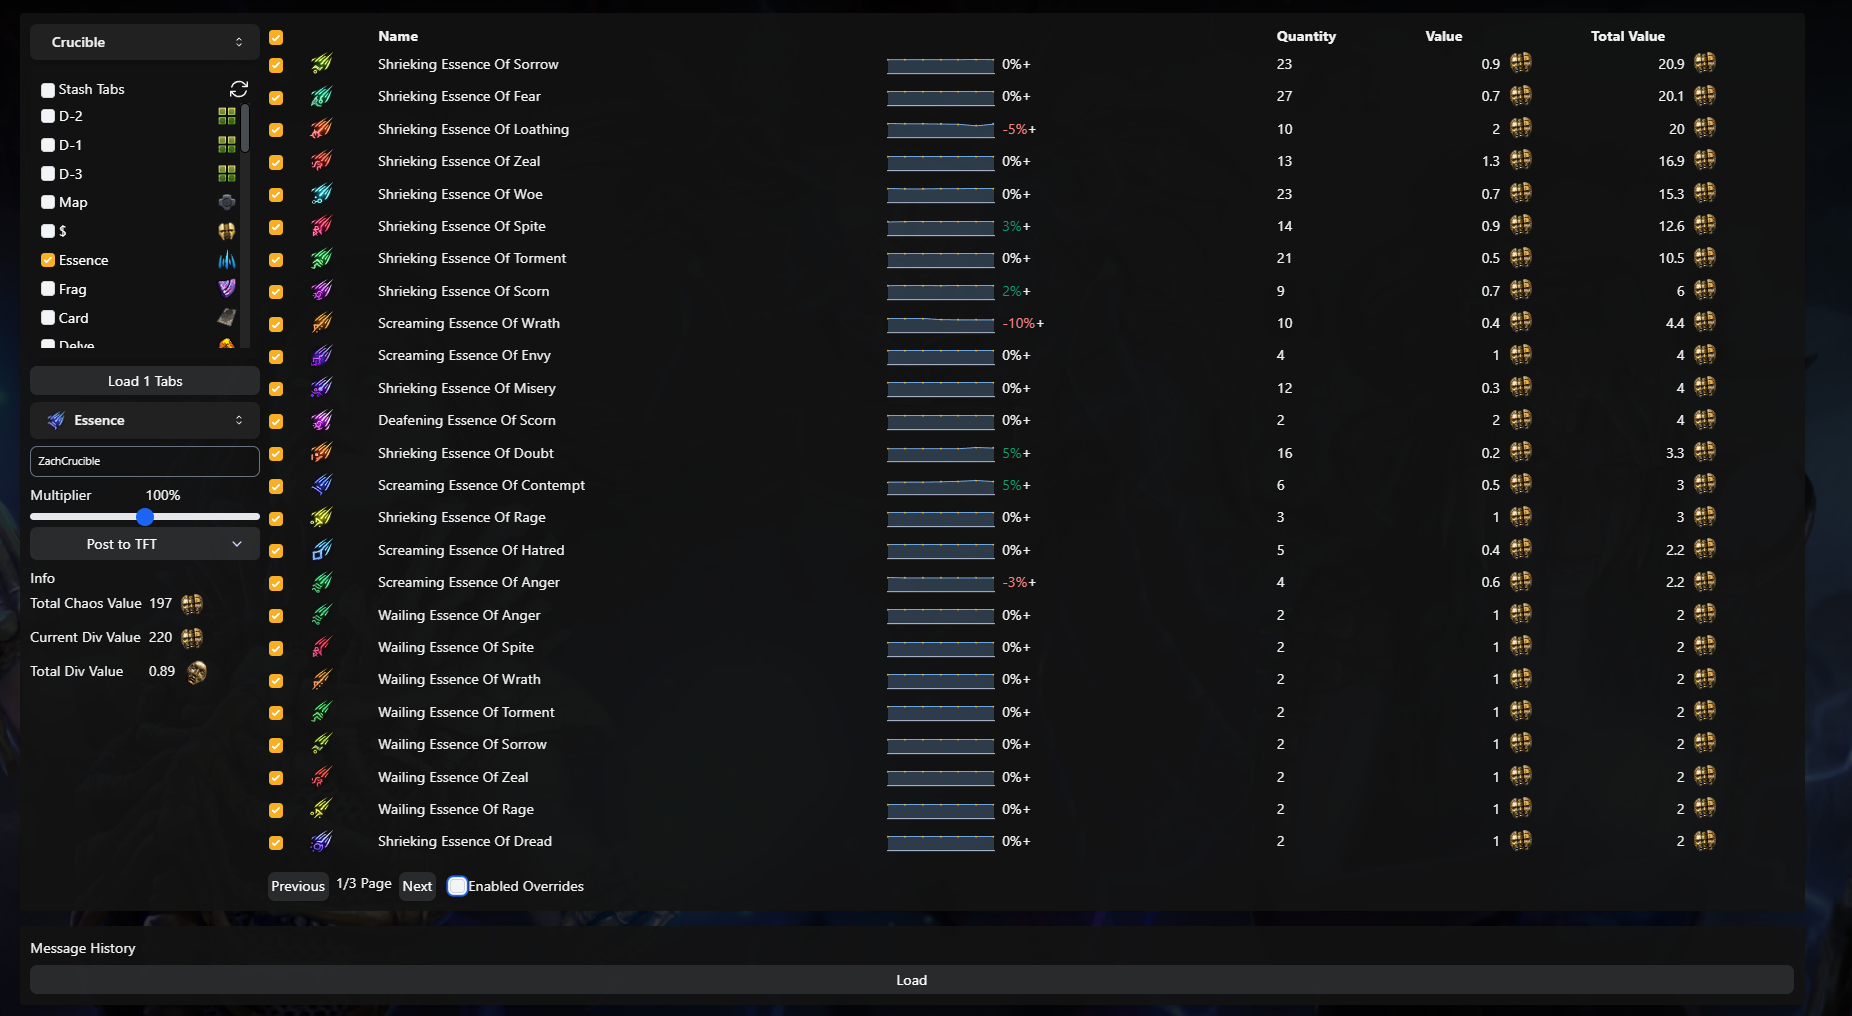 Crucible
Stash Tabs
D-2
D-1
D-3
Map
$
Essence
Frag
Card
Delve
Load 1 Tabs
Essence
ZachCrucible
Multiplier 100%
Post to TFT
Info
Total Chaos Value 197
Current Div Value 220
Total Div Value 0.89
Name Quantity Value Total Value
Shrieking Essence Of Sorrow 0%+ 23 0.9 20.9
Shrieking Essence Of Fear 0%+ 27 0.7 20.1
Shrieking Essence Of Loathing -5%+ 10 2 20
Shrieking Essence Of Zeal 0%+ 13 1.3 16.9
Shrieking Essence Of Woe 0%+ 23 0.7 15.3
Shrieking Essence Of Spite 3%+ 14 0.9 12.6
Shrieking Essence Of Torment 0%+ 21 0.5 10.5
Shrieking Essence Of Scorn 2%+ 9 0.7 6
Screaming Essence Of Wrath -10%+ 10 0.4 4.4
Screaming Essence Of Envy 0%+ 4 1 4
Shrieking Essence Of Misery 0%+ 12 0.3 4
Deafening Essence Of Scorn 0%+ 2 2 4
Shrieking Essence Of Doubt 5%+ 16 0.2 3.3
Screaming Essence Of Contempt 5%+ 6 0.5 3
Shrieking Essence Of Rage 0%+ 3 1 3
Screaming Essence Of Hatred 0%+ 5 0.4 2.2
Screaming Essence Of Anger -3%+ 4 0.6 2.2
Wailing Essence Of Anger 0%+ 2 1 2
Wailing Essence Of Spite 0%+ 2 1 2
Wailing Essence Of Wrath 0%+ 2 1 2
Wailing Essence Of Torment 0%+ 2 1 2
Wailing Essence Of Sorrow 0%+ 2 1 2
Wailing Essence Of Zeal 0%+ 2 1 2
Wailing Essence Of Rage 0%+ 2 1 2
Shrieking Essence Of Dread 0%+ 2 1 2
Previous 1/3 Page Next Enabled Overrides
Message History
Load